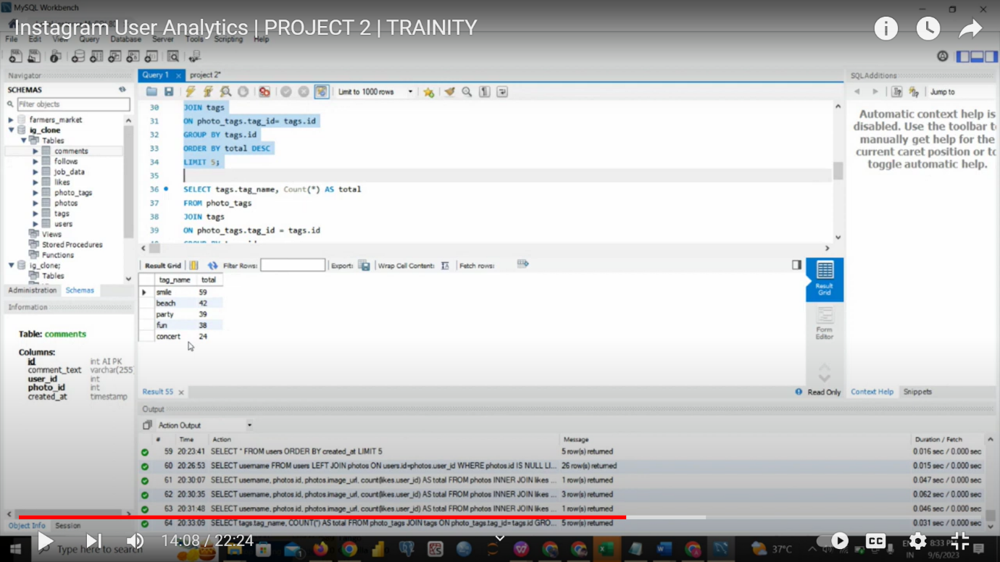 MySQL Workbench
Instagram User Analytics | PROJECT 2 | TRAINITY
File Edit View Query Database Server Tools Scripting Help
Navigator
SCHEMAS
Filter objects
farmers_market
ig_clone
Tables
comments
follows
job_data
likes
photo_tags
photos
tags
users
Views
Stored Procedures
Functions
ig_clone;
Tables
Administration Schemas
Information
Table: comments
Columns:
id int AI PK
comment_text varchar(255)
user_id int
photo_id int
created_at timestamp
Object Info Session
Query 1 project 2*
Limit to 1000 rows
30 JOIN tags
31 ON photo_tags.tag_id= tags.id
32 GROUP BY tags.id
33 ORDER BY total DESC
34 LIMIT 5;
35
36 SELECT tags.tag_name, Count(*) AS total
37 FROM photo_tags
38 JOIN tags
39 ON photo_tags.tag_id = tags.id
Result Grid Filter Rows: Export: Wrap Cell Content: Fetch rows:
tag_name total
smile 59
beach 42
party 39
fun 38
concert 24
Result Grid
Form Editor
Result 55
Read Only
SQLAdditions
Jump to
Automatic context help is
disabled. Use the toolbar t
manually get help for the
current caret position or to
toggle automatic help.
Context Help Snippets
Output
Action Output
# Time Action Message Duration / Fetch
59 20:23:41 SELECT * FROM users ORDER BY created_at LIMIT 5 5 row(s) returned 0.016 sec / 0.000 sec
60 20:26:53 SELECT username FROM users LEFT JOIN photos ON users.id=photos.user_id WHERE photos.id IS NULL LI... 26 row(s) returned 0.015 sec / 0.000 sec
61 20:30:07 SELECT username, photos.id, photos.image_url, count(likes.user_id) AS total FROM photos INNER JOIN likes ... 1 row(s) returned 0.047 sec / 0.000 sec
62 20:30:35 SELECT username, photos.id, photos.image_url, count(likes.user_id) AS total FROM photos INNER JOIN likes ... 3 row(s) returned 0.062 sec / 0.000 sec
63 20:31:48 SELECT username, photos.id, photos.image_url, count(likes.user_id) AS total FROM photos INNER JOIN likes ... 1 row(s) returned 0.046 sec / 0.000 sec
64 20:33:09 SELECT tags.tag_name, COUNT(*) AS total FROM photo_tags JOIN tags ON photo_tags.tag_id= tags.id GRO... 5 row(s) returned 0.031 sec / 0.000 sec
14:08 / 22:24
Type here to search
CC
37°C
IN
8:33 PM
9/6/2023